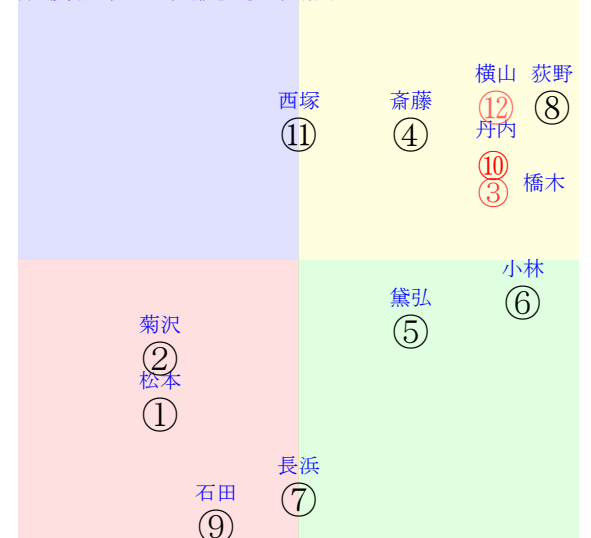 横山 荻野
⑫ ⑧
西塚 斎藤
⑪ ④
丹内
⑩
③ 橋木
小林
⑥
黛弘
⑤
菊沢
②
松本
①
長浜
⑦
石田
⑨